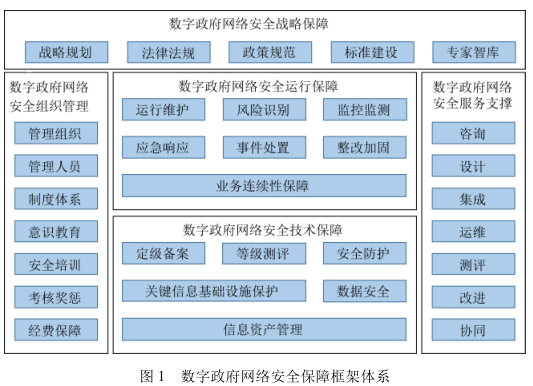 数字政府网络安全战略保障
战略规划 法律法规 政策规范 标准建设 专家智库
数字政府网络
安全组织管理
管理组织
管理人员
制度体系
意识教育
安全培训
考核奖惩
经费保障
数字政府网络安全运行保障
运行维护 风险识别 监控监测
应急响应 事件处置 整改加固
业务连续性保障
数字政府网络安全技术保障
定级备案 等级测评 安全防护
关键信息基础设施保护 数据安全
信息资产管理
数字政府网络
安全服务支撑
咨询
设计
集成
运维
测评
改进
协同
图 1 数字政府网络安全保障框架体系